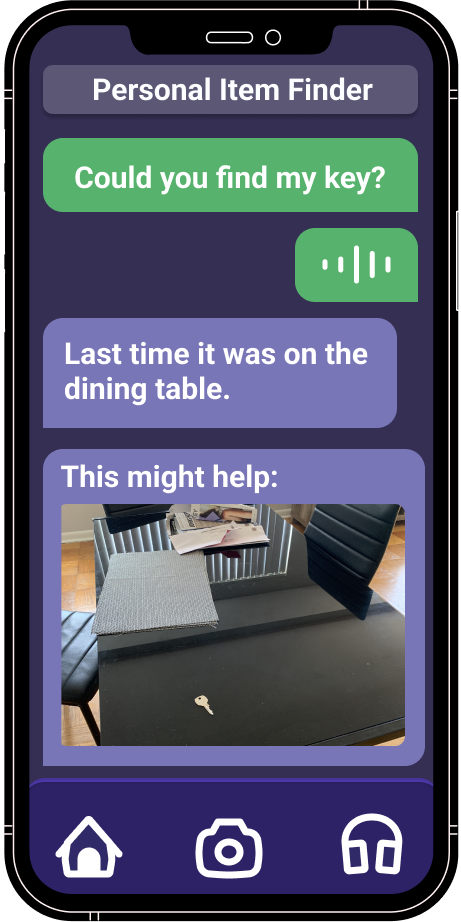 Personal Item Finder
Could you find my key?
Last time it was on the
dining table.
This might help: